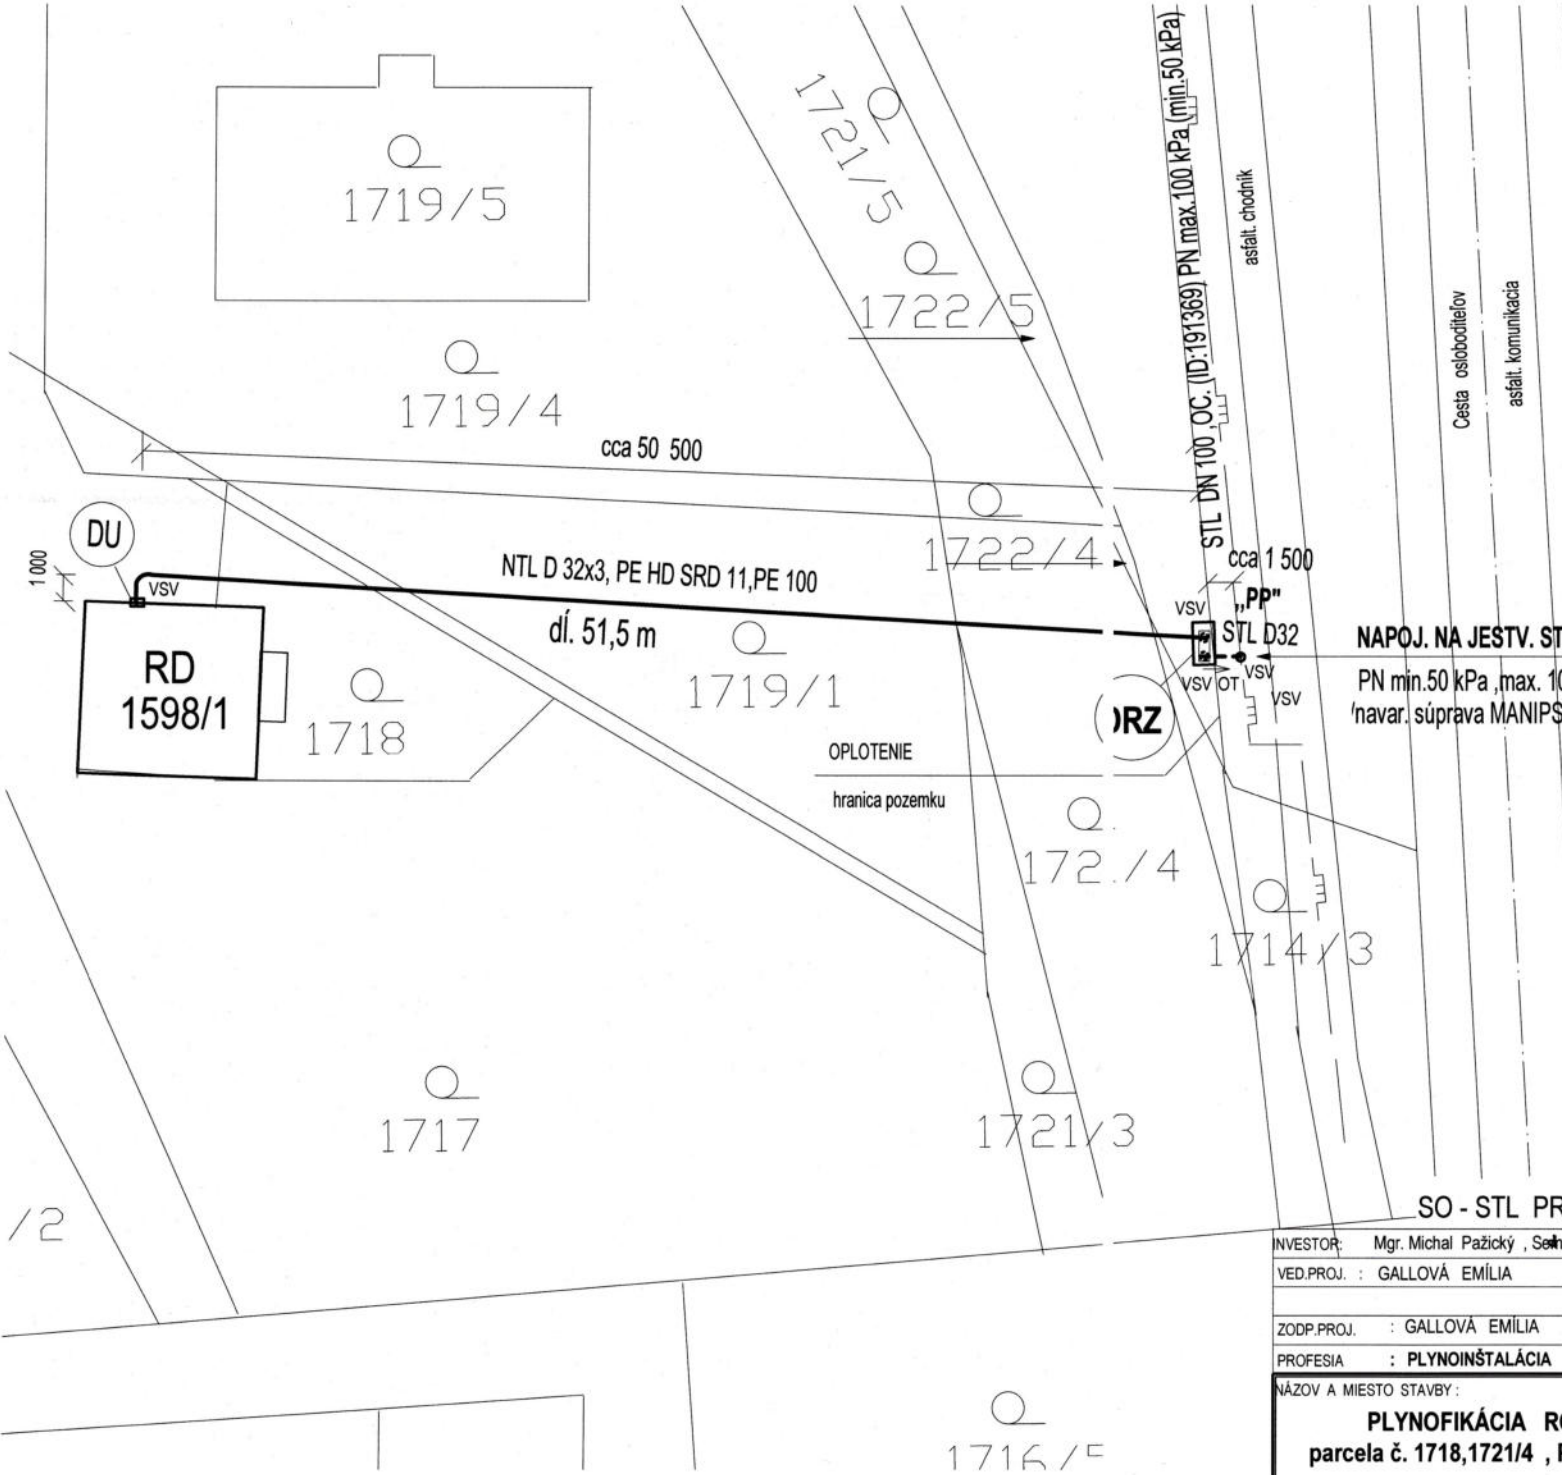 1719/5
1721/5
1722/5
1719/4
STL DN 100 ,OC. (ID:191369) PN max.100 kPa (min.50 kPa)
asfalt. chodník
Cesta osloboditeľov
asfalt. komunikacia
cca 50 500
1722/4
DU
1000
VSV
NTL D 32x3, PE HD SRD 11,PE 100
dĺ. 51,5 m
cca 1 500
VSV
„PP"
STL D32
VSV
OT
VSV
VSV
NAPOJ. NA JESTV. ST
PN min.50 kPa ,max. 10
navar. súprava MANIPS
RD
1598/1
1718
1719/1
RZ
OPLOTENIE
hranica pozemku
172./4
1714/3
1717
1721/3
/2
SO - STL PR
INVESTOR: Mgr. Michal Pažický ,
VED.PROJ. : GALLOVÁ EMÍLIA
ZODP.PROJ. : GALLOVÁ EMÍLIA
PROFESIA : PLYNOINŠTALÁCIA
NÁZOV A MIESTO STAVBY :
PLYNOFIKÁCIA
parcela č. 1718,1721/4 ,
1716/5